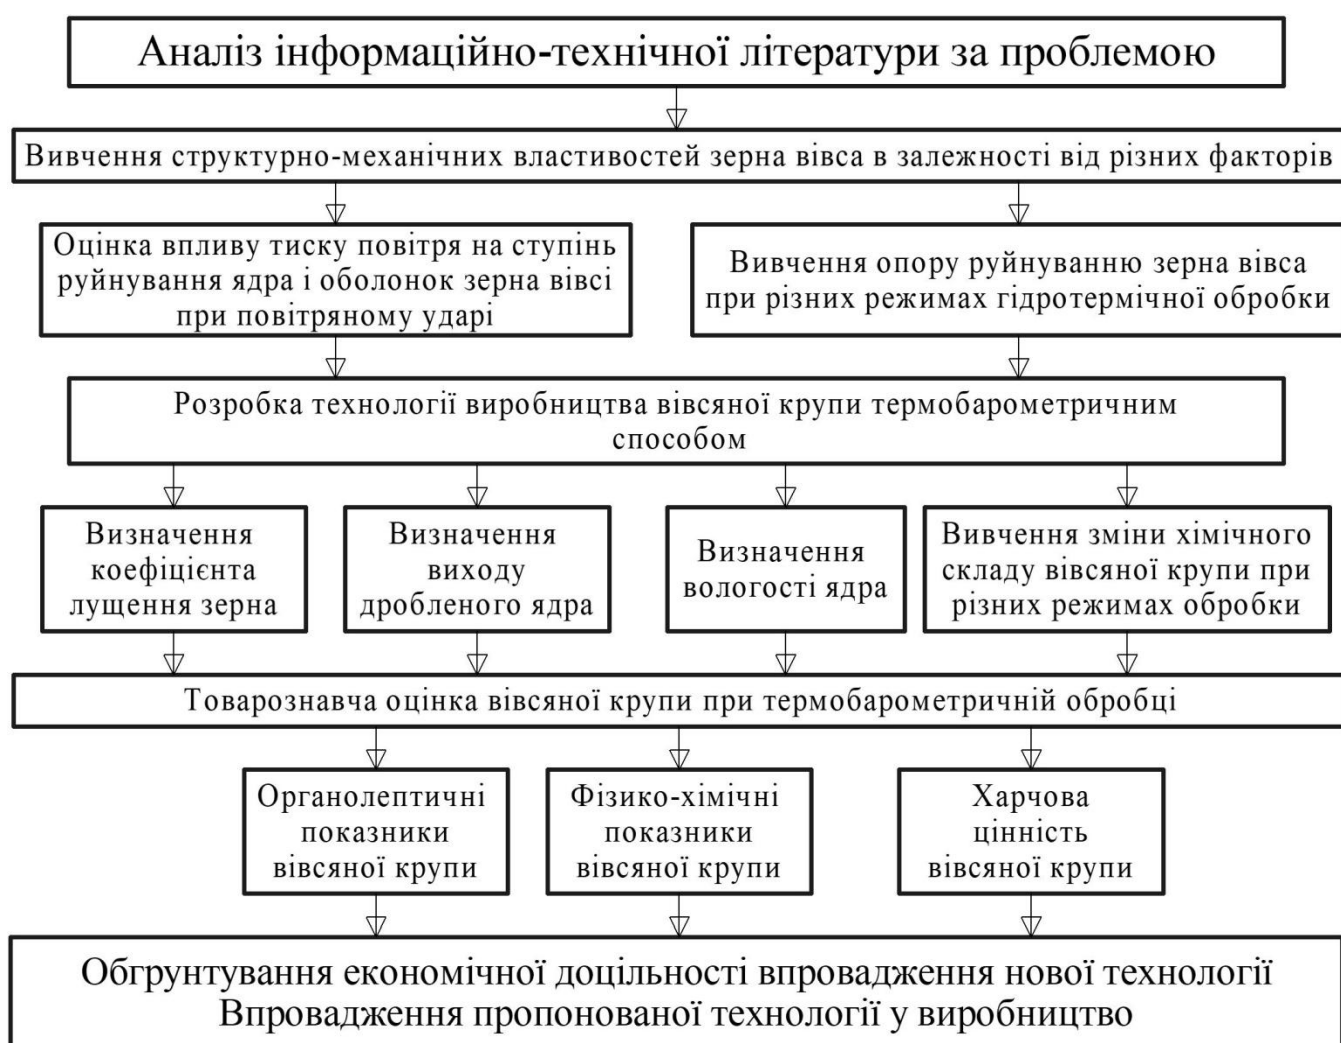 Аналіз інформаційно-технічної літератури за проблемою
Вивчення структурно-механічних властивостей зерна вівса в залежності від різних факторів
Оцінка впливу тиску повітря на ступінь
руйнування ядра і оболонок зерна вівсі
при повітряному ударі
Вивчення опору руйнуванню зерна вівса
при різних режимах гідротермічної обробки
Розробка технології виробництва вівсяної крупи термобарометричним
способом
Визначення
коефіцієнта
лущення зерна
Визначення
виходу
дробленого ядра
Визначення
вологості ядра
Вивчення зміни хімічного
складу вівсяної крупи при
різних режимах обробки
Товарознавча оцінка вівсяної крупи при термобарометричній обробці
Органолептичні
показники
вівсяної крупи
Фізико-хімічні
показники
вівсяної крупи
Харчова
цінність
вівсяної крупи
Обгрунтування економічної доцільності впровадження нової технології
Впровадження пропонованої технології у виробництво